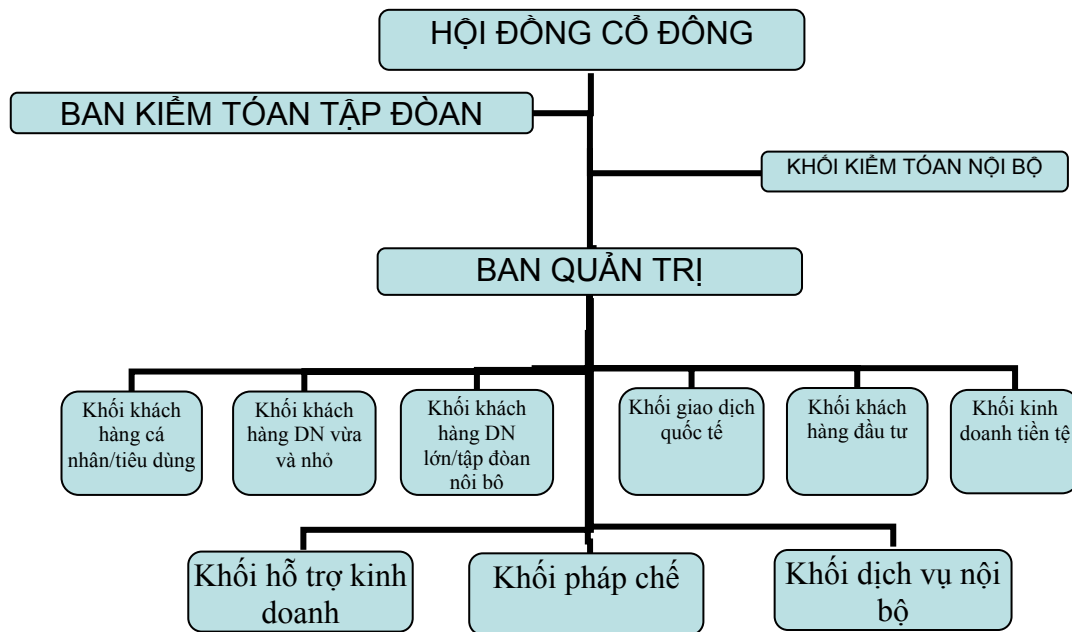 HỘI ĐỒNG CỔ ĐÔNG
BAN KIỂM TÓAN TẬP ĐÒAN
KHỐI KIỂM TÓAN NỘI BỘ
BAN QUẢN TRỊ
Khối khách
hàng cá
nhân/tiêu dùng
Khối khách
hàng DN vừa
và nhỏ
Khối khách
hàng DN
lớn/tập đòan
nôi bô
Khối giao dịch
quốc tế
Khối khách
hàng đầu tư
Khối kinh
doanh tiền tệ
Khối hỗ trợ kinh
doanh
Khối pháp chế
Khối dịch vụ nội
bộ